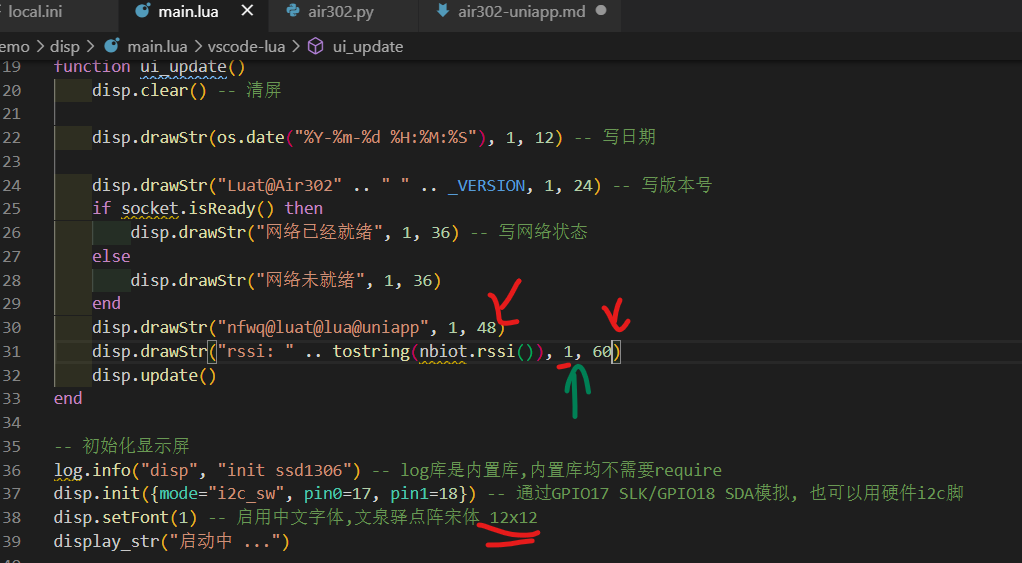 local.ini main.lua air302.py air302-uniapp.md
emo > disp > main.lua > vscode-lua > ui_update
19 function ui_update()
20 disp.clear() -- 清屏
21
22 disp.drawStr(os.date("%Y-%m-%d %H:%M:%S"), 1, 12) -- 写日期
23
24 disp.drawStr("Luat@Air302" .. " " .. _VERSION, 1, 24) -- 写版本号
25 if socket.isReady() then
26 disp.drawStr("网络已经就绪", 1, 36) -- 写网络状态
27 else
28 disp.drawStr("网络未就绪", 1, 36)
29 end
30 disp.drawStr("nfwq@luat@lua@uniapp", 1, 48)
31 disp.drawStr("rssi: " .. tostring(nbiot.rssi()), 1, 60)
32 disp.update()
33 end
34
35 -- 初始化显示屏
36 log.info("disp", "init ssd1306") -- log库是内置库,内置库均不需要require
37 disp.init({mode="i2c_sw", pin0=17, pin1=18}) -- 通过GPIO17 SLK/GPIO18 SDA模拟, 也可以用硬件i2c脚
38 disp.setFont(1) -- 启用中文字体,文泉驿点阵宋体 12x12
39 display_str("启动中 ...")